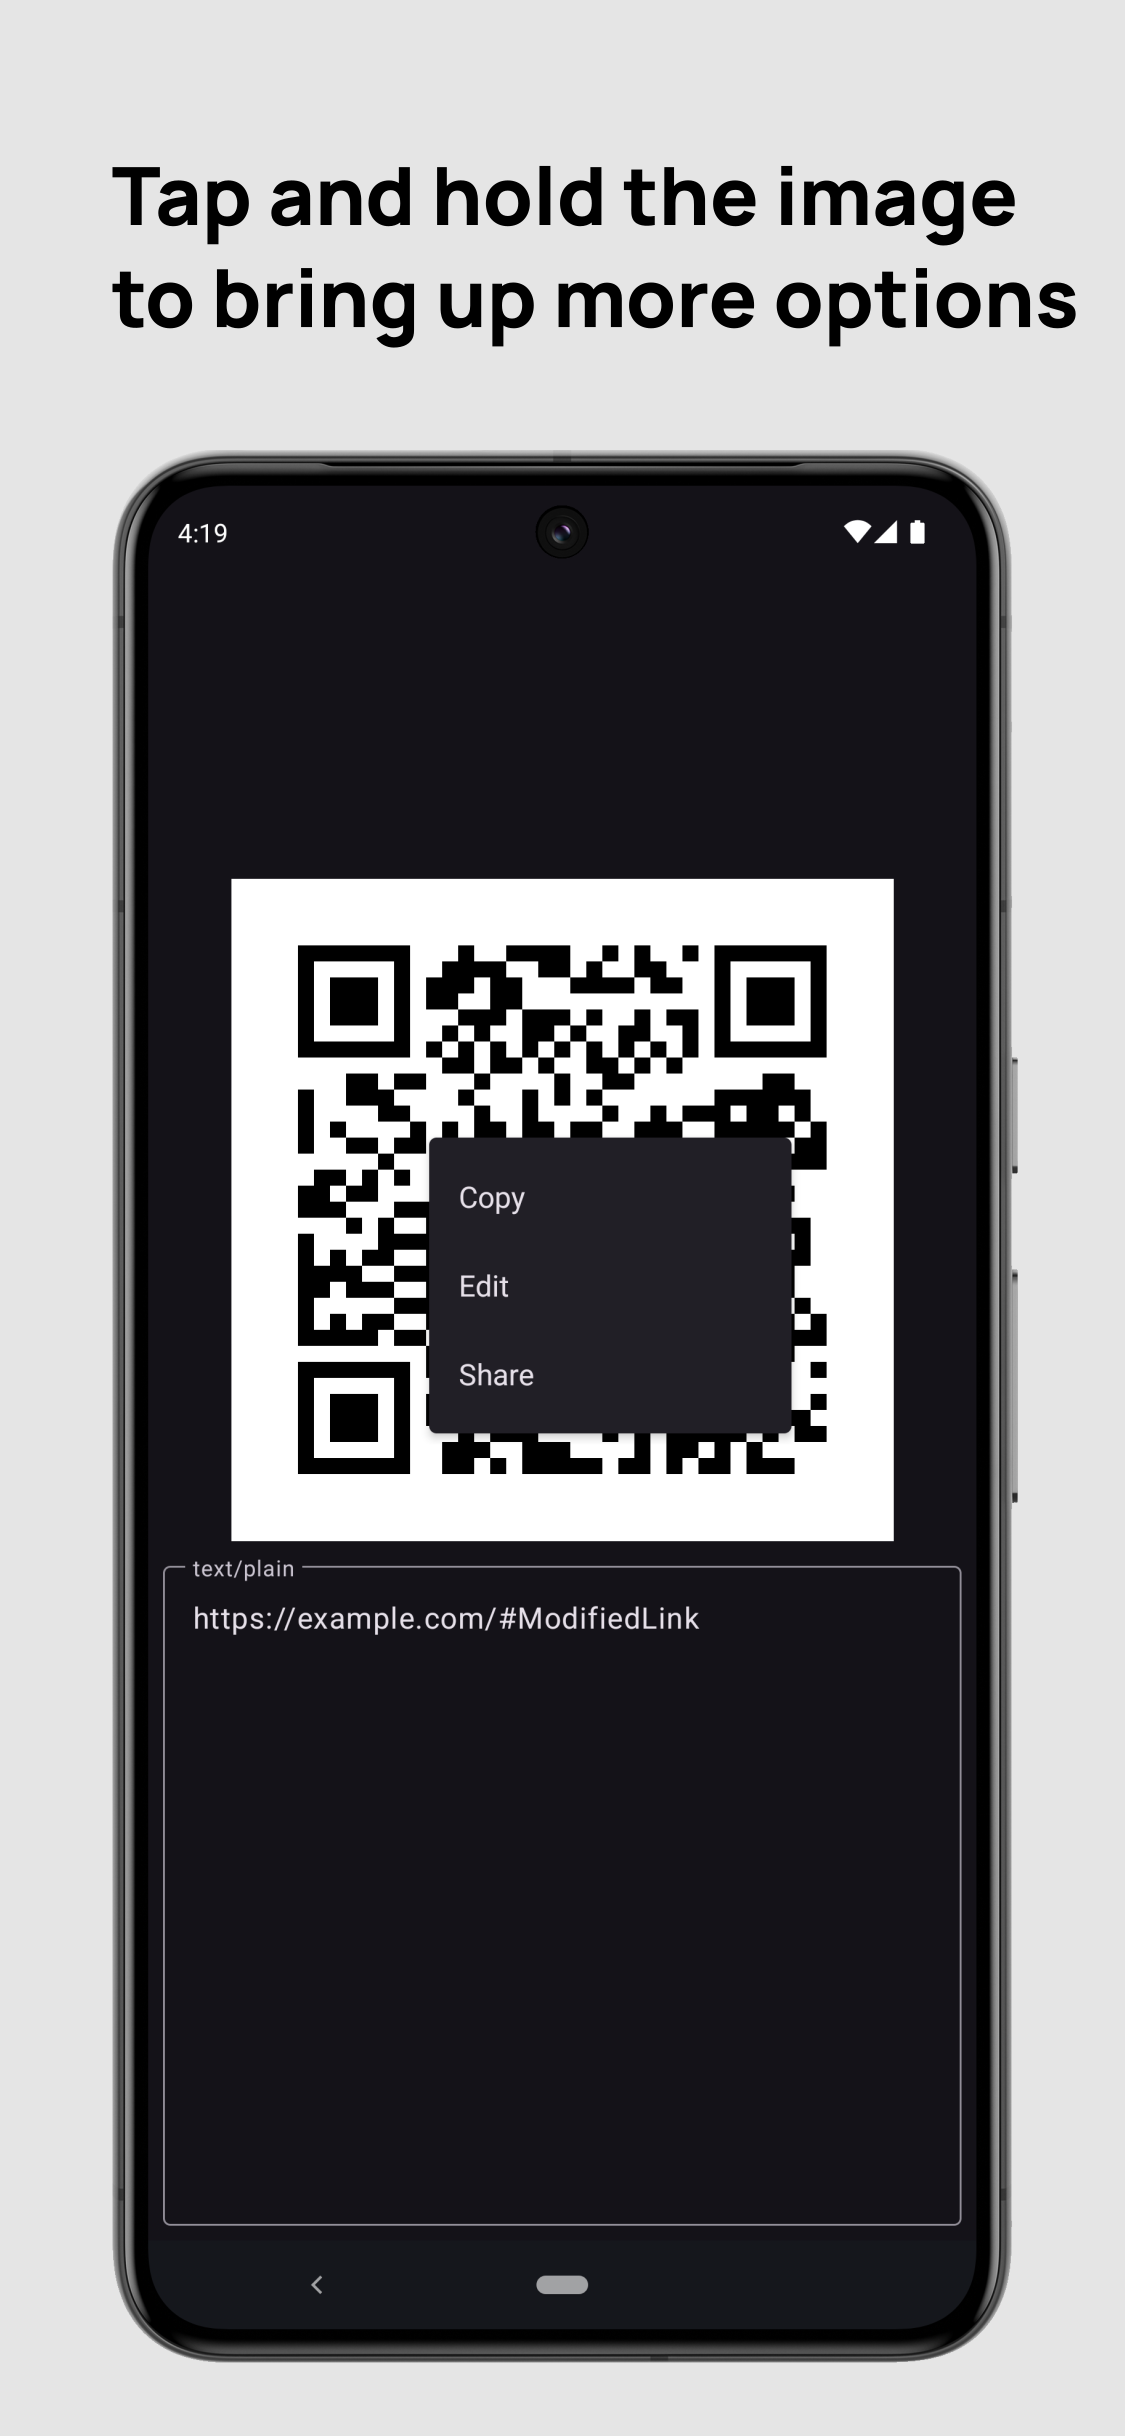 Tap and hold the image
to bring up more options
4:19
Copy
Edit
Share
text/plain
https://example.com/#ModifiedLink